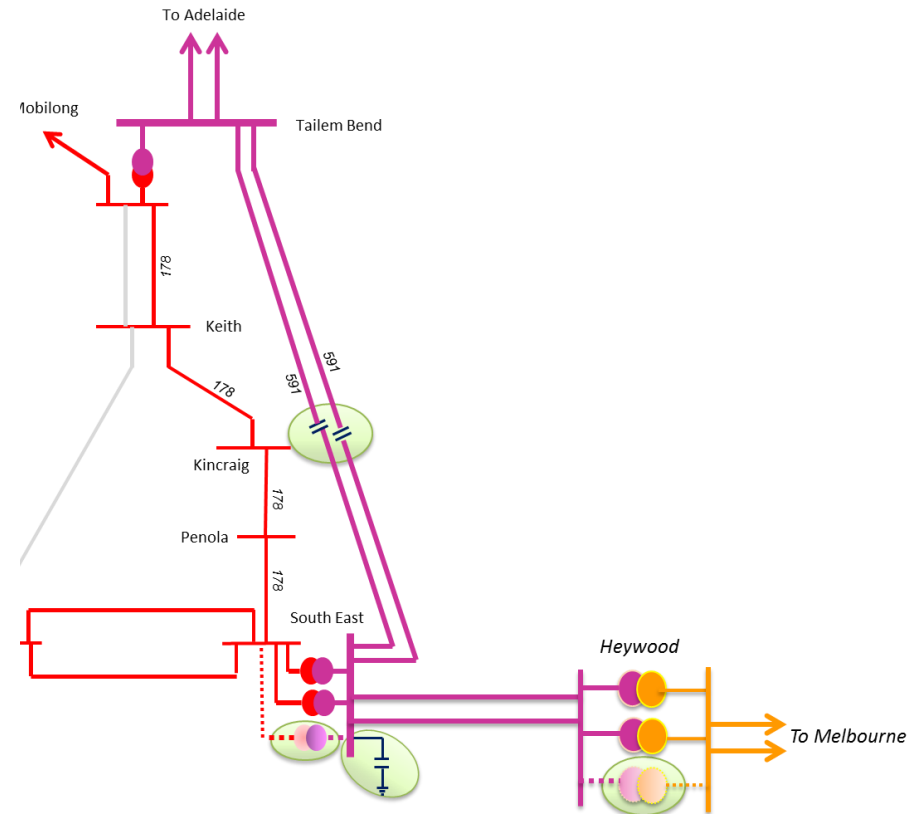 To Adelaide
Mobilong
Tailem Bend
178
Keith
591
591
178
Kincraig
178
Penola
178
South East
Heywood
To Melbourne